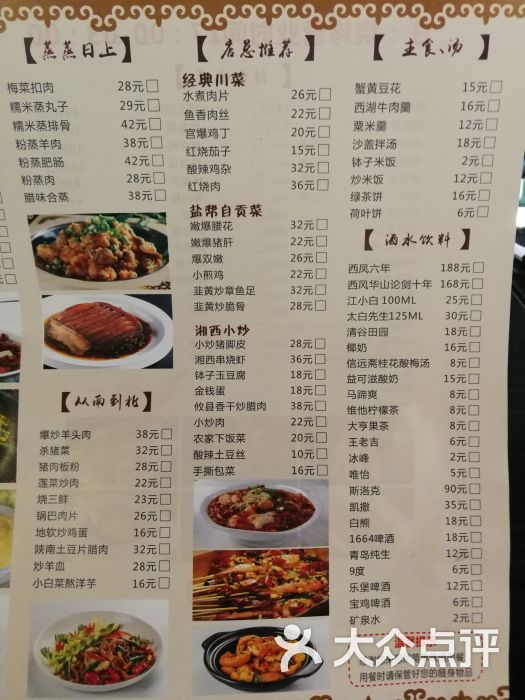 【蒸蒸日上】
梅菜扣肉 28元
糯米蒸丸子 29元
糯米蒸排骨 42元
粉蒸羊肉 38元
粉蒸肥肠 42元
粉蒸肉 28元
腊味合蒸 38元
【从南到北】
爆炒羊头肉 38元
杀猪菜 32元
猪肉板粉 28元
莲菜炒肉 22元
烧三鲜 23元
锅巴肉片 26元
地软炒鸡蛋 16元
陕南土豆片腊肉 32元
炒羊血 18元
小白菜熬洋芋 16元
【店总推荐】
经典川菜
水煮肉片 26元
鱼香肉丝 22元
宫爆鸡丁 20元
红烧茄子 15元
酸辣鸡杂 32元
红烧肉 36元
盐帮自贡菜
嫩爆腰花 32元
嫩爆猪肝 22元
爆双嫩 26元
小煎鸡 22元
韭黄炒章鱼足 32元
韭黄炒脆骨 28元
湘西小炒
小炒猪脚皮 28元
湘西串烧虾 36元
钵子玉豆腐 18元
金钱蛋 18元
攸县香干炒腊肉 38元
小炒肉 22元
农家下饭菜 20元
酸辣土豆丝 10元
手撕包菜 16元
【主食、汤】
蟹黄豆花 15元
西湖牛肉羹 16元
粟米羹 12元
沙盖拌汤 18元
钵子米饭 2元
炒米饭 12元
绿茶饼 16元
荷叶饼 6元
【酒水饮料】
西凤六年 188元
西风华山论剑十年 168元
江小白 100ML 25元
太白先生125ML 30元
清谷田园 18元
椰奶 16元
信远斋桂花酸梅汤 8元
益可滋酸奶 15元
马蹄爽 8元
维他柠檬茶 8元
大亨果茶 8元
王老吉 6元
冰峰 2元
唯怡 5元
斯洛克 90元
凯撒 35元
白熊 18元
1664啤酒 18元
青岛纯生 12元
9度 6元
乐堡啤酒 12元
宝鸡啤酒 6元
矿泉水 2元
用餐时请保管好您的随身物品
大众点评